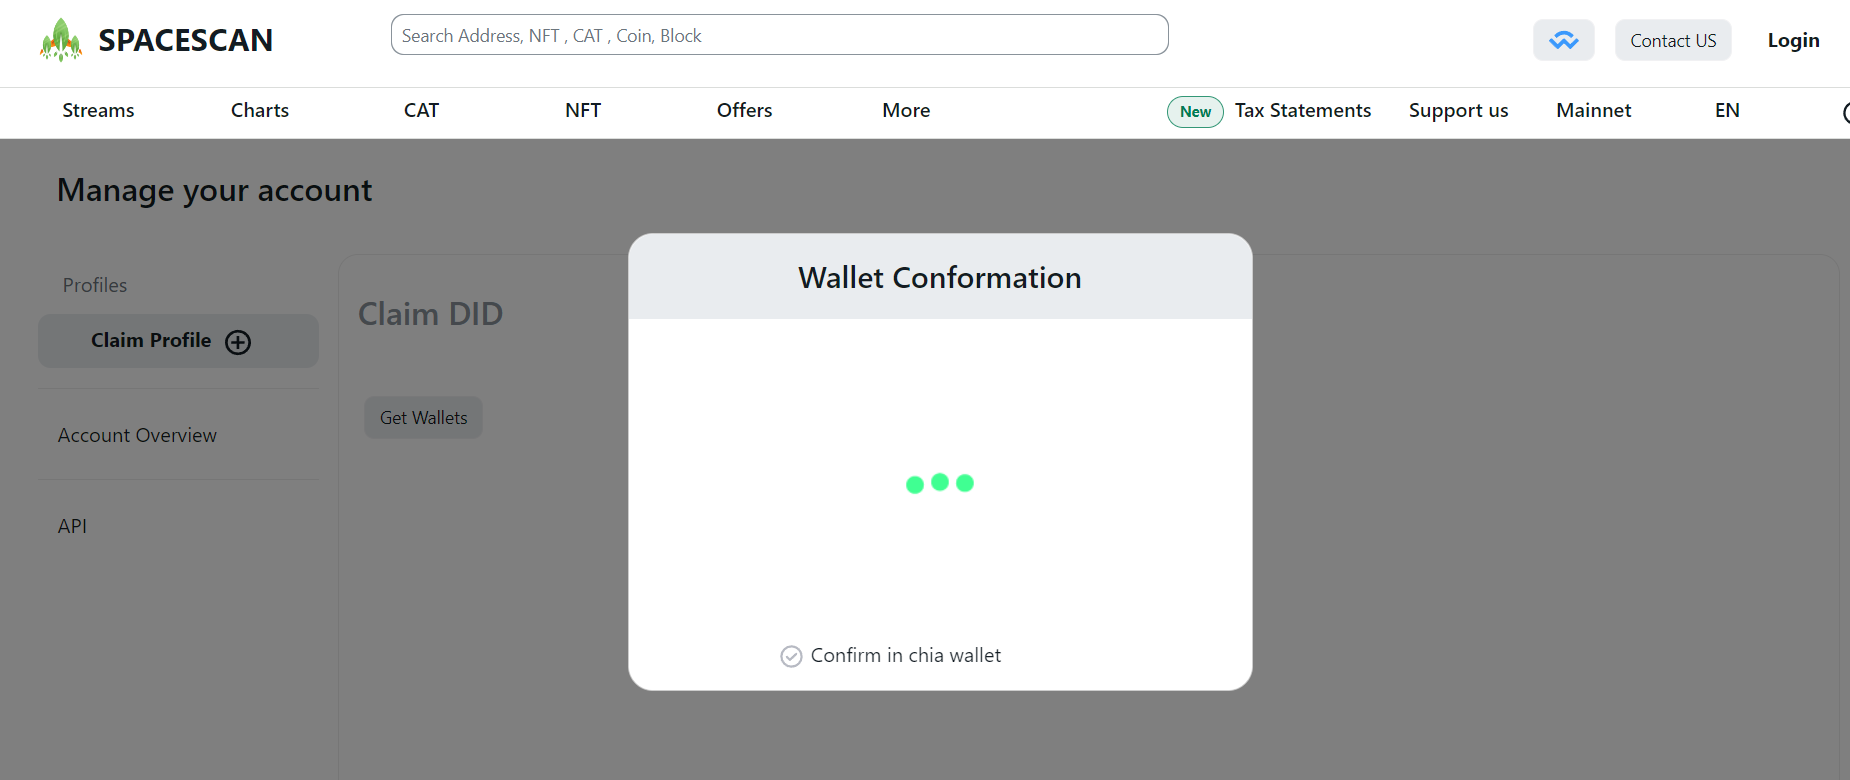 SPACESCAN
Search Address, NFT , CAT , Coin, Block
Contact US
Login
Streams
Charts
CAT
NFT
Offers
More
New
Tax Statements
Support us
Mainnet
EN
Manage your account
Profiles
Claim Profile
Account Overview
API
Claim DID
Get Wallets
Wallet Conformation
Confirm in chia wallet